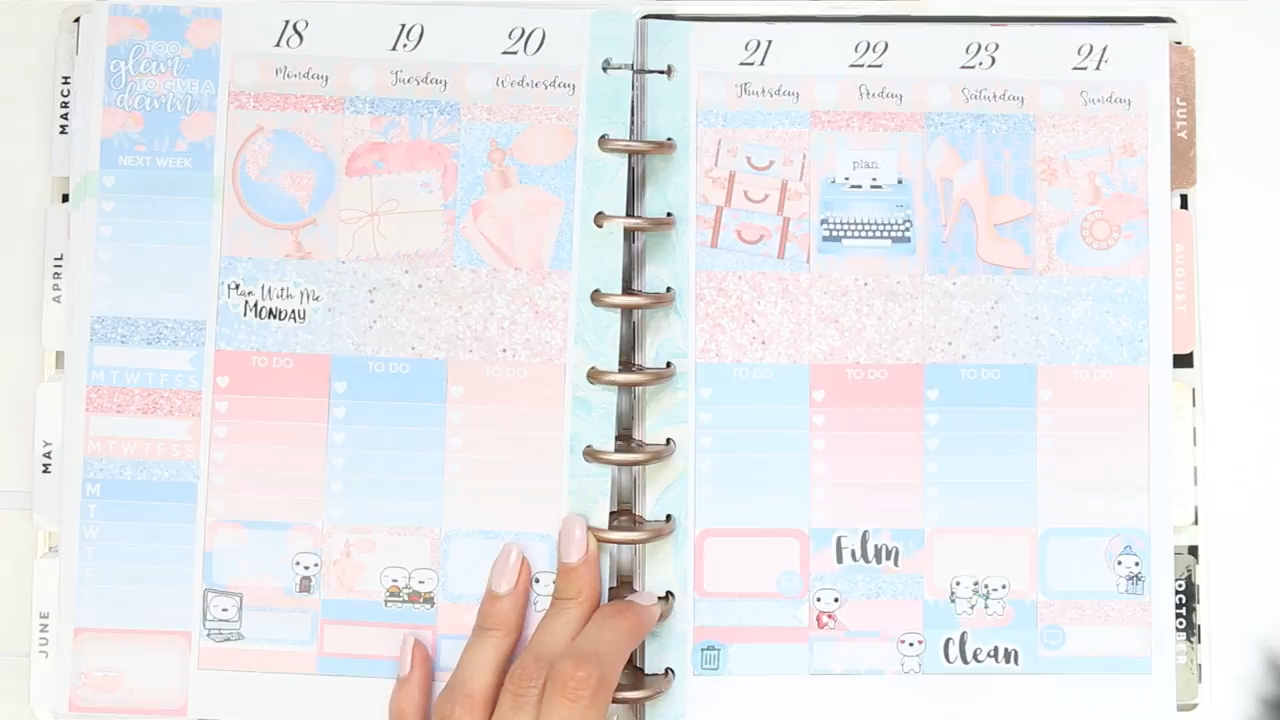 18
19
20
21
22
23
24
Monday
Tuesday
Wednesday
Thursday
Friday
Saturday
Sunday
TOO
glam
TO GIVE A
damn
NEXT WEEK
M T W T F S S
M T W T F S S
M
T
W
T
F
plan.
Plan With Me
MONDAY
TO DO
TO DO
TO DO
TO DO
TO DO
TO DO
TO DO
Film
Clean
MARCH
APRIL
MAY
JUNE
JULY
AUGUST
OCTOBER